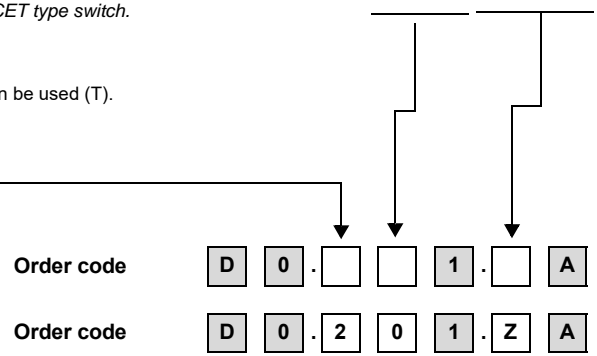 CET type switch.
n be used (T).
Order code D 0 . 1 . A
Order code D 0 . 2 0 1 . Z A